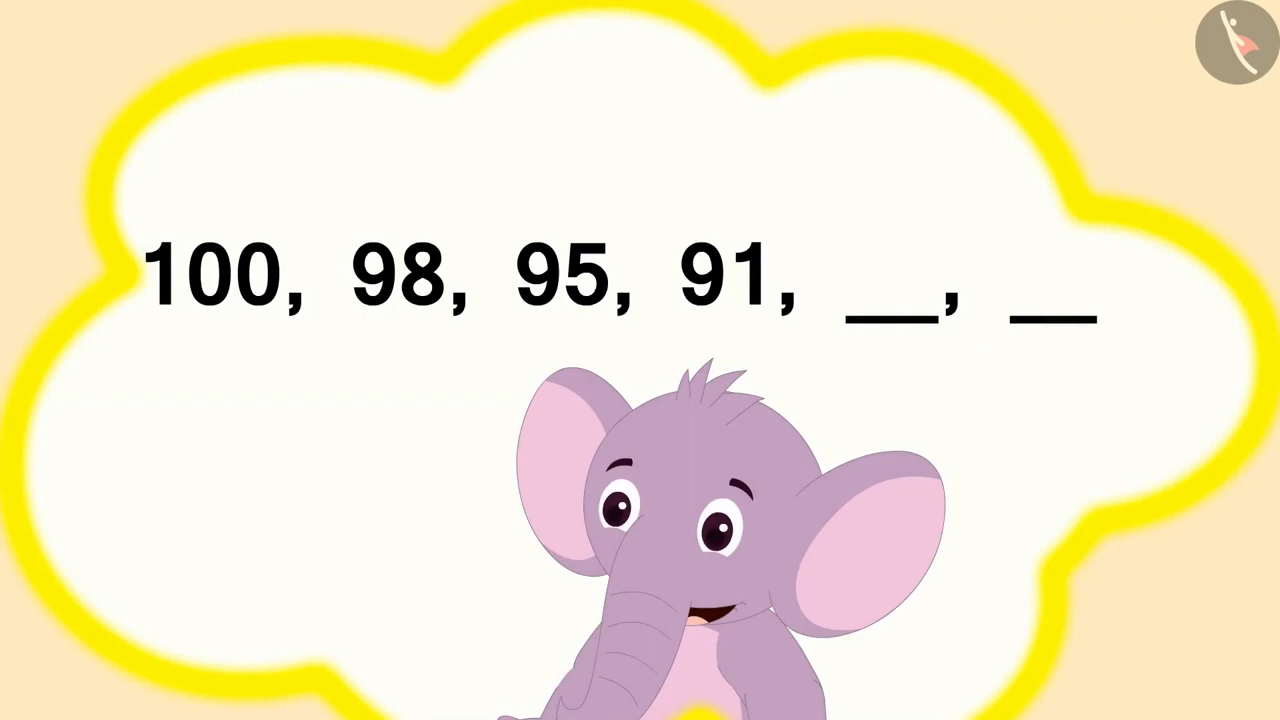 100, 98, 95, 91, __, __